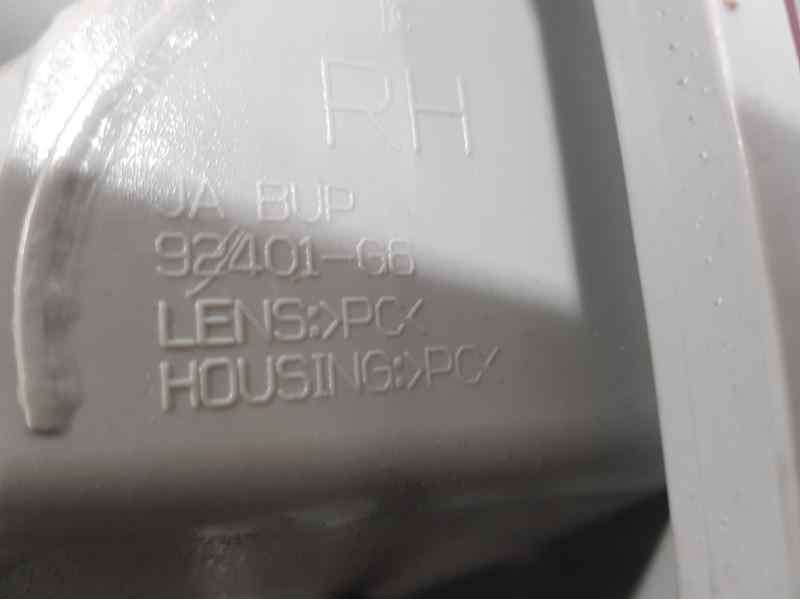 RH
JA BUP
92401-G6
LENS:>PC<
HOUSING:>PC<